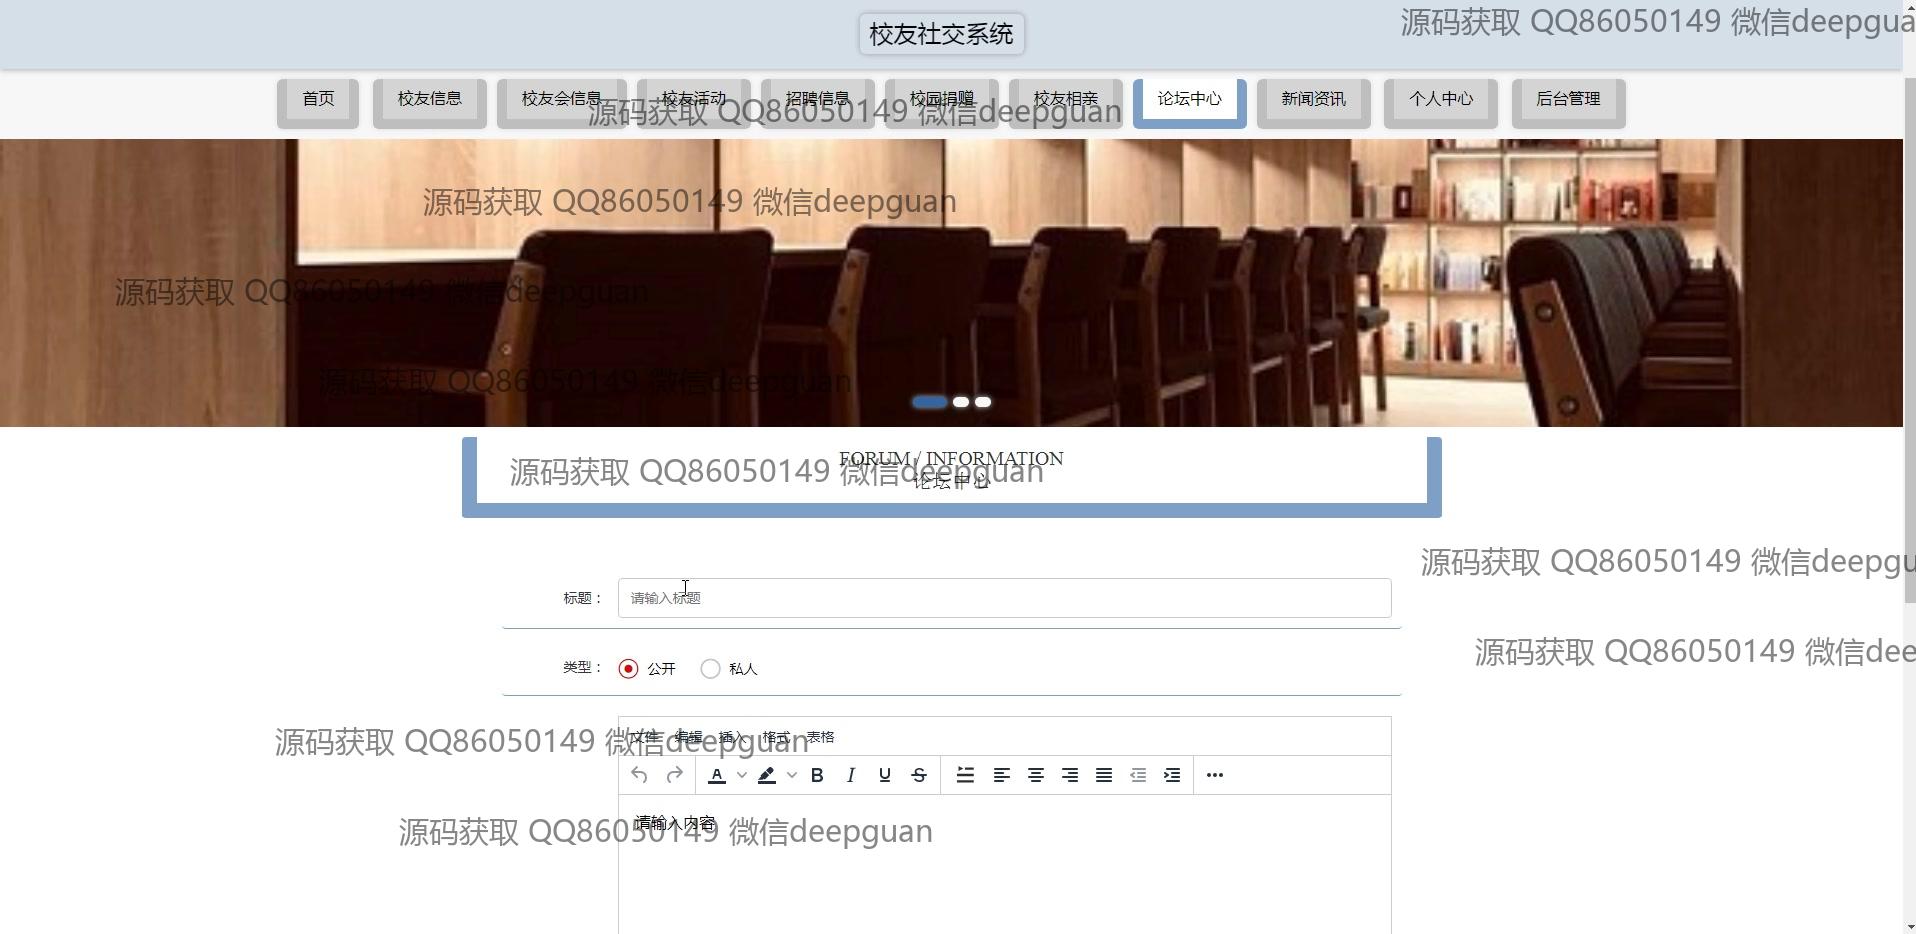 校友社交系统
源码获取 QQ86050149 微信deepgua
首页 校友信息 校友会信息 校友活动 招聘信息 校园捐赠 校友相亲 论坛中心 新闻资讯 个人中心 后台管理
源码获取 QQ86050149 微信deepguan
源码获取 QQ86050149 微信deepguan
源码获取 QQ86050149 微信deepguan
源码获取 QQ86050149 微信deepguan
FORUM / INFORMATION
源码获取 QQ86050149 微信deepguan
论坛中心
源码获取 QQ86050149 微信deepgu
标题： 请输入标题
源码获取 QQ86050149 微信dee
类型： 公开 私人
文件 编辑 插入 格式 表格
源码获取 QQ86050149 微信deepguan
A B I U S
请输入内容
源码获取 QQ86050149 微信deepguan